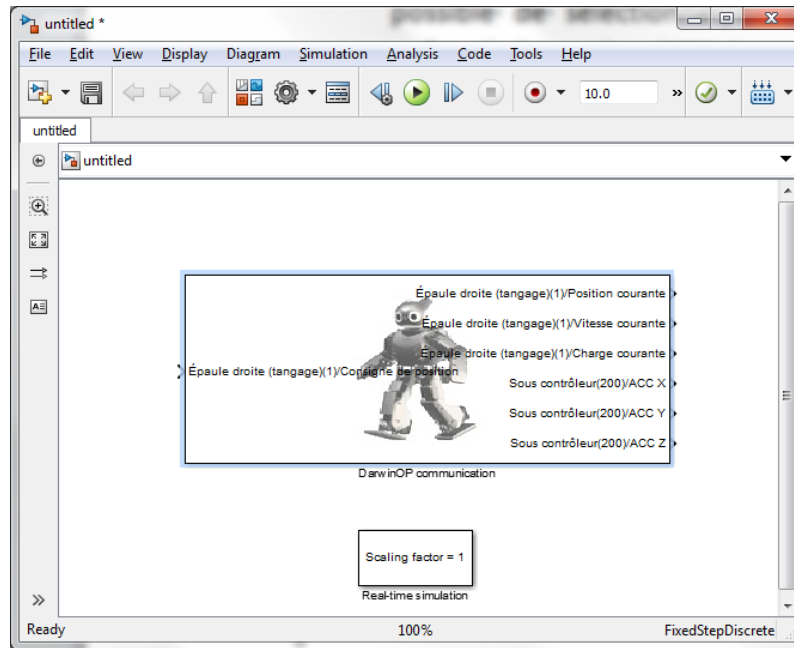 possible de sélection
untitled *
File Edit View Display Diagram Simulation Analysis Code Tools Help
10.0 »
untitled
untitled
Épaule droite (tangage)(1)/Position courante
Épaule droite (tangage)(1)/Vitesse courante
Épaule droite (tangage)(1)/Consigne de position
Épaule droite (tangage)(1)/Charge courante
Sous contrôleur(200)/ACC X
Sous contrôleur(200)/ACC Y
Sous contrôleur(200)/ACC Z
DarwinOP communication
Scaling factor = 1
Real-time simulation
»
Ready 100% FixedStepDiscrete